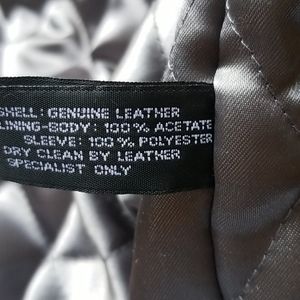 SHELL: GENUINE LEATHER
LINING-BODY: 100% ACETATE
SLEEVE: 100% POLYESTER
DRY CLEAN BY LEATHER
SPECIALIST ONLY